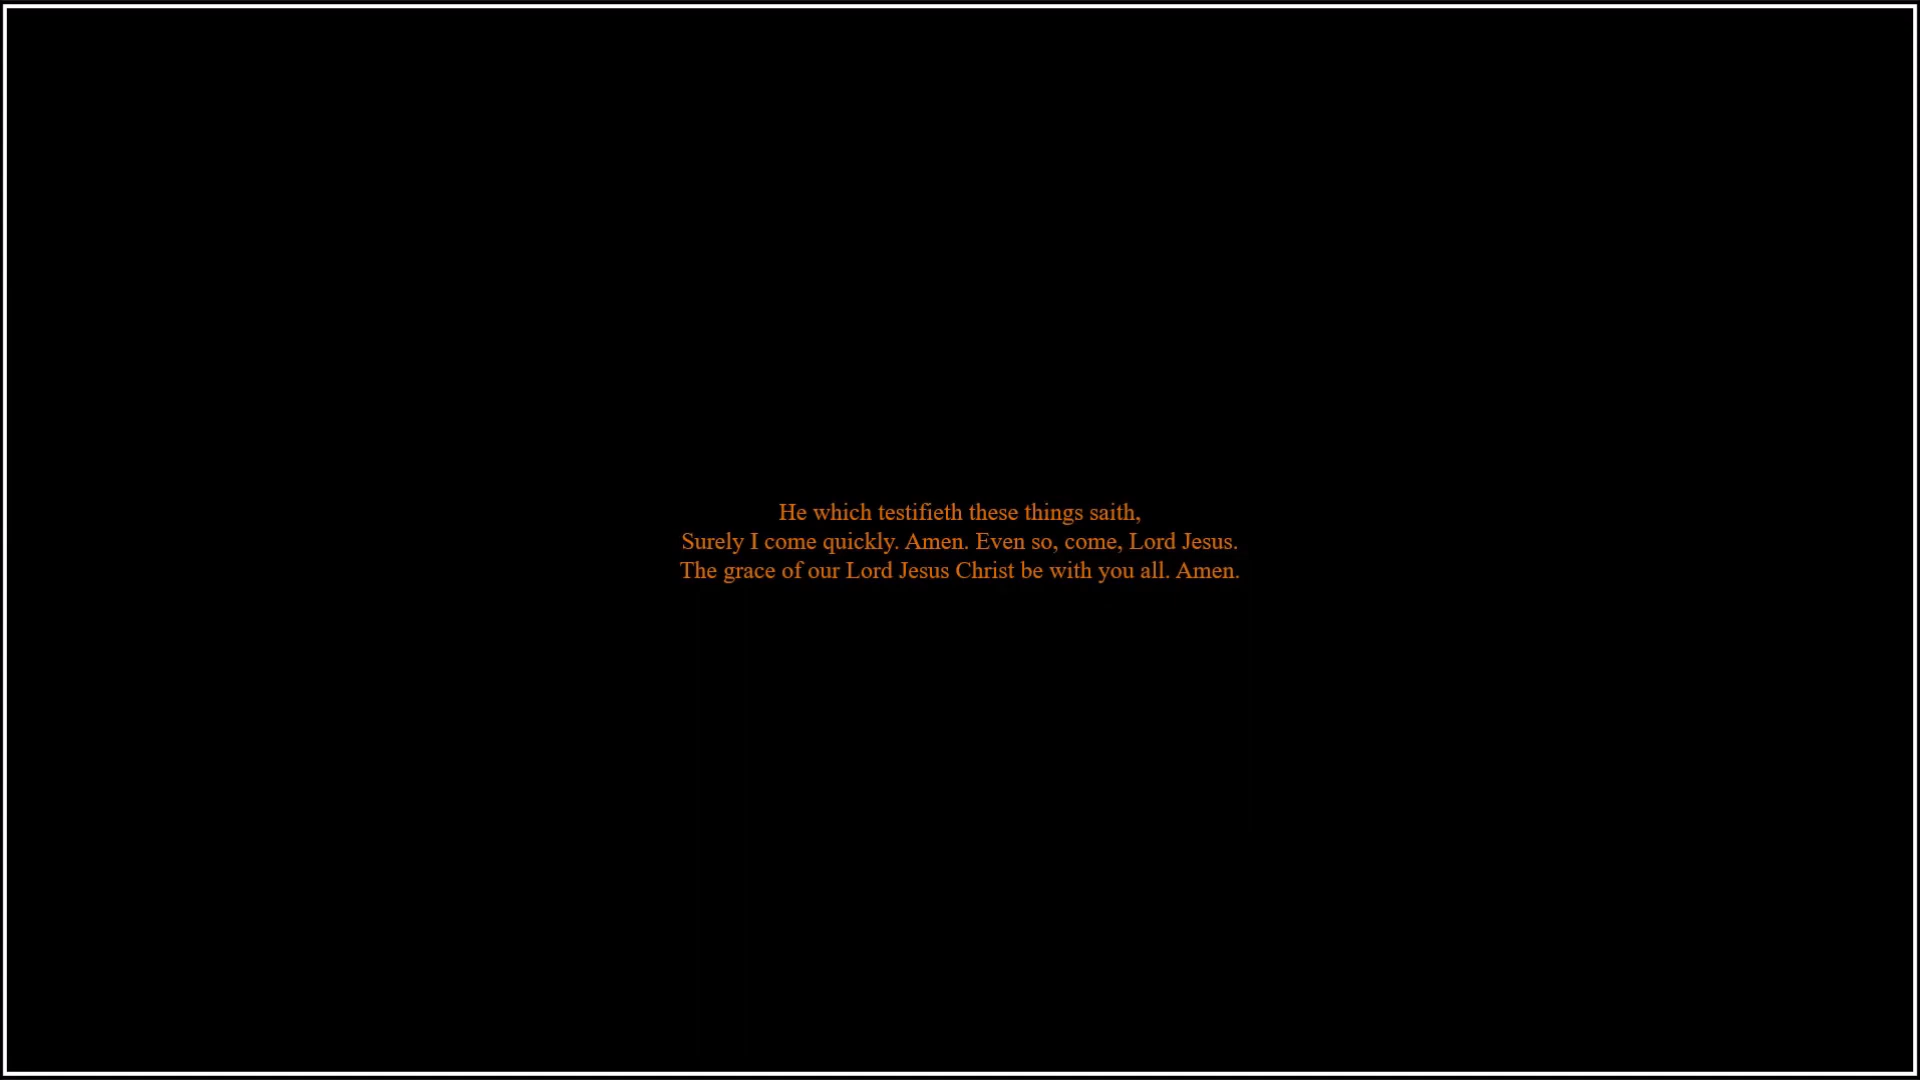 He which testifieth these things saith,
Surely I come quickly. Amen. Even so, come, Lord Jesus.
The grace of our Lord Jesus Christ be with you all. Amen.